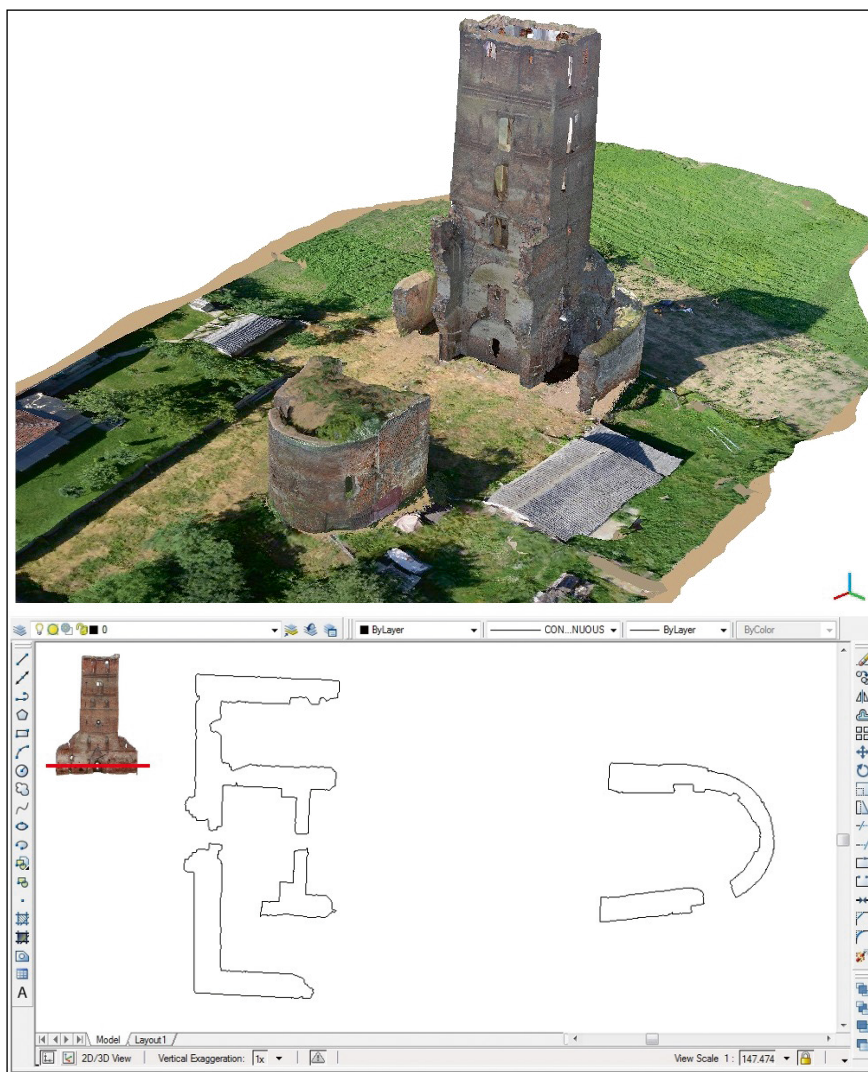 0 ByLayer CON...NUOUS ByLayer ByColor
A
Model Layout1
2D/3D View Vertical Exaggeration: 1x View Scale 1 : 147.474